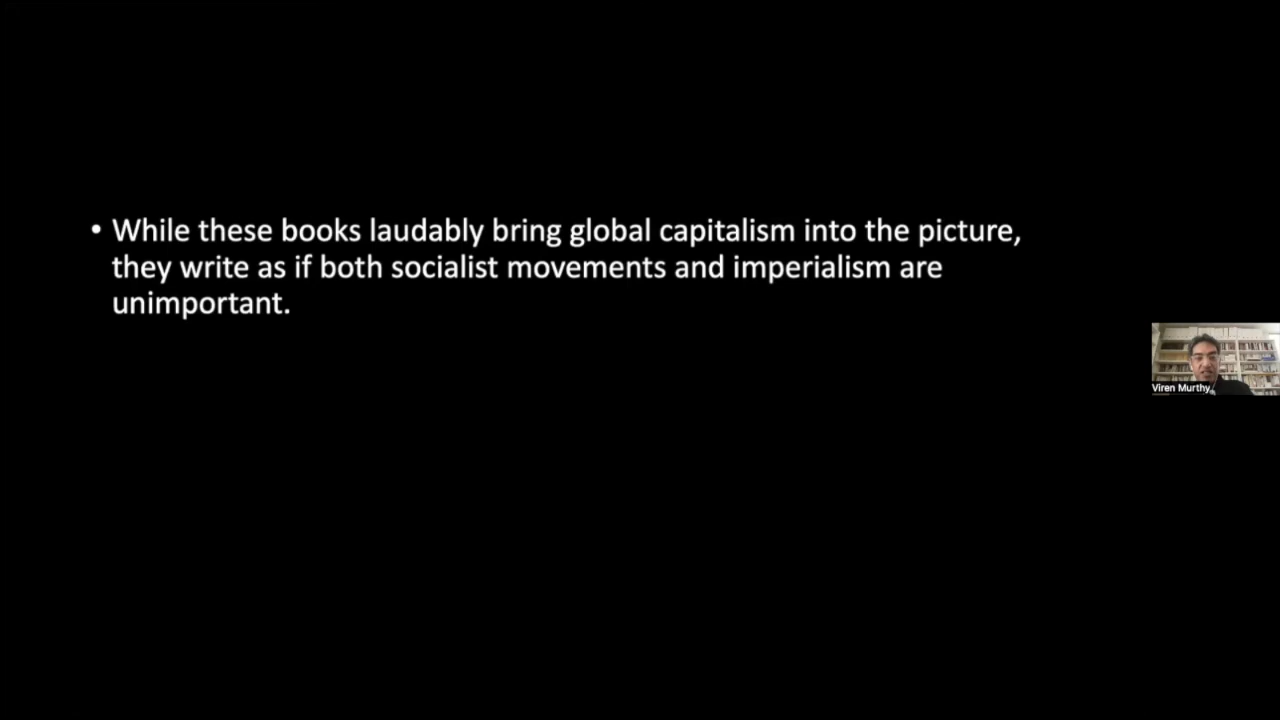 • While these books laudably bring global capitalism into the picture,
they write as if both socialist movements and imperialism are
unimportant.
Viren Murthy